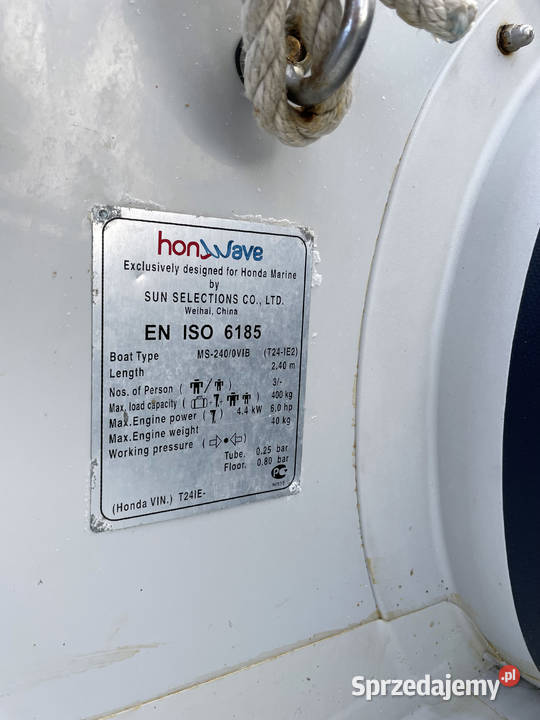 honwave
Exclusively designed for Honda Marine
by
SUN SELECTIONS CO., LTD.
Weihai, China
EN ISO 6185
Boat Type MS-240/0VIB (T24-IE2)
Length 2.40 m
Nos. of Person ( / ) 3/-
Max. load capacity ( + + ) 400 kg
Max. Engine power ( ) 4.4 kW 6.0 hp
Max. Engine weight 40 kg
Working pressure ( )
Tube. 0.25 bar
Floor. 0.80 bar
(Honda VIN.) T24IE-
Sprzedajemy.pl